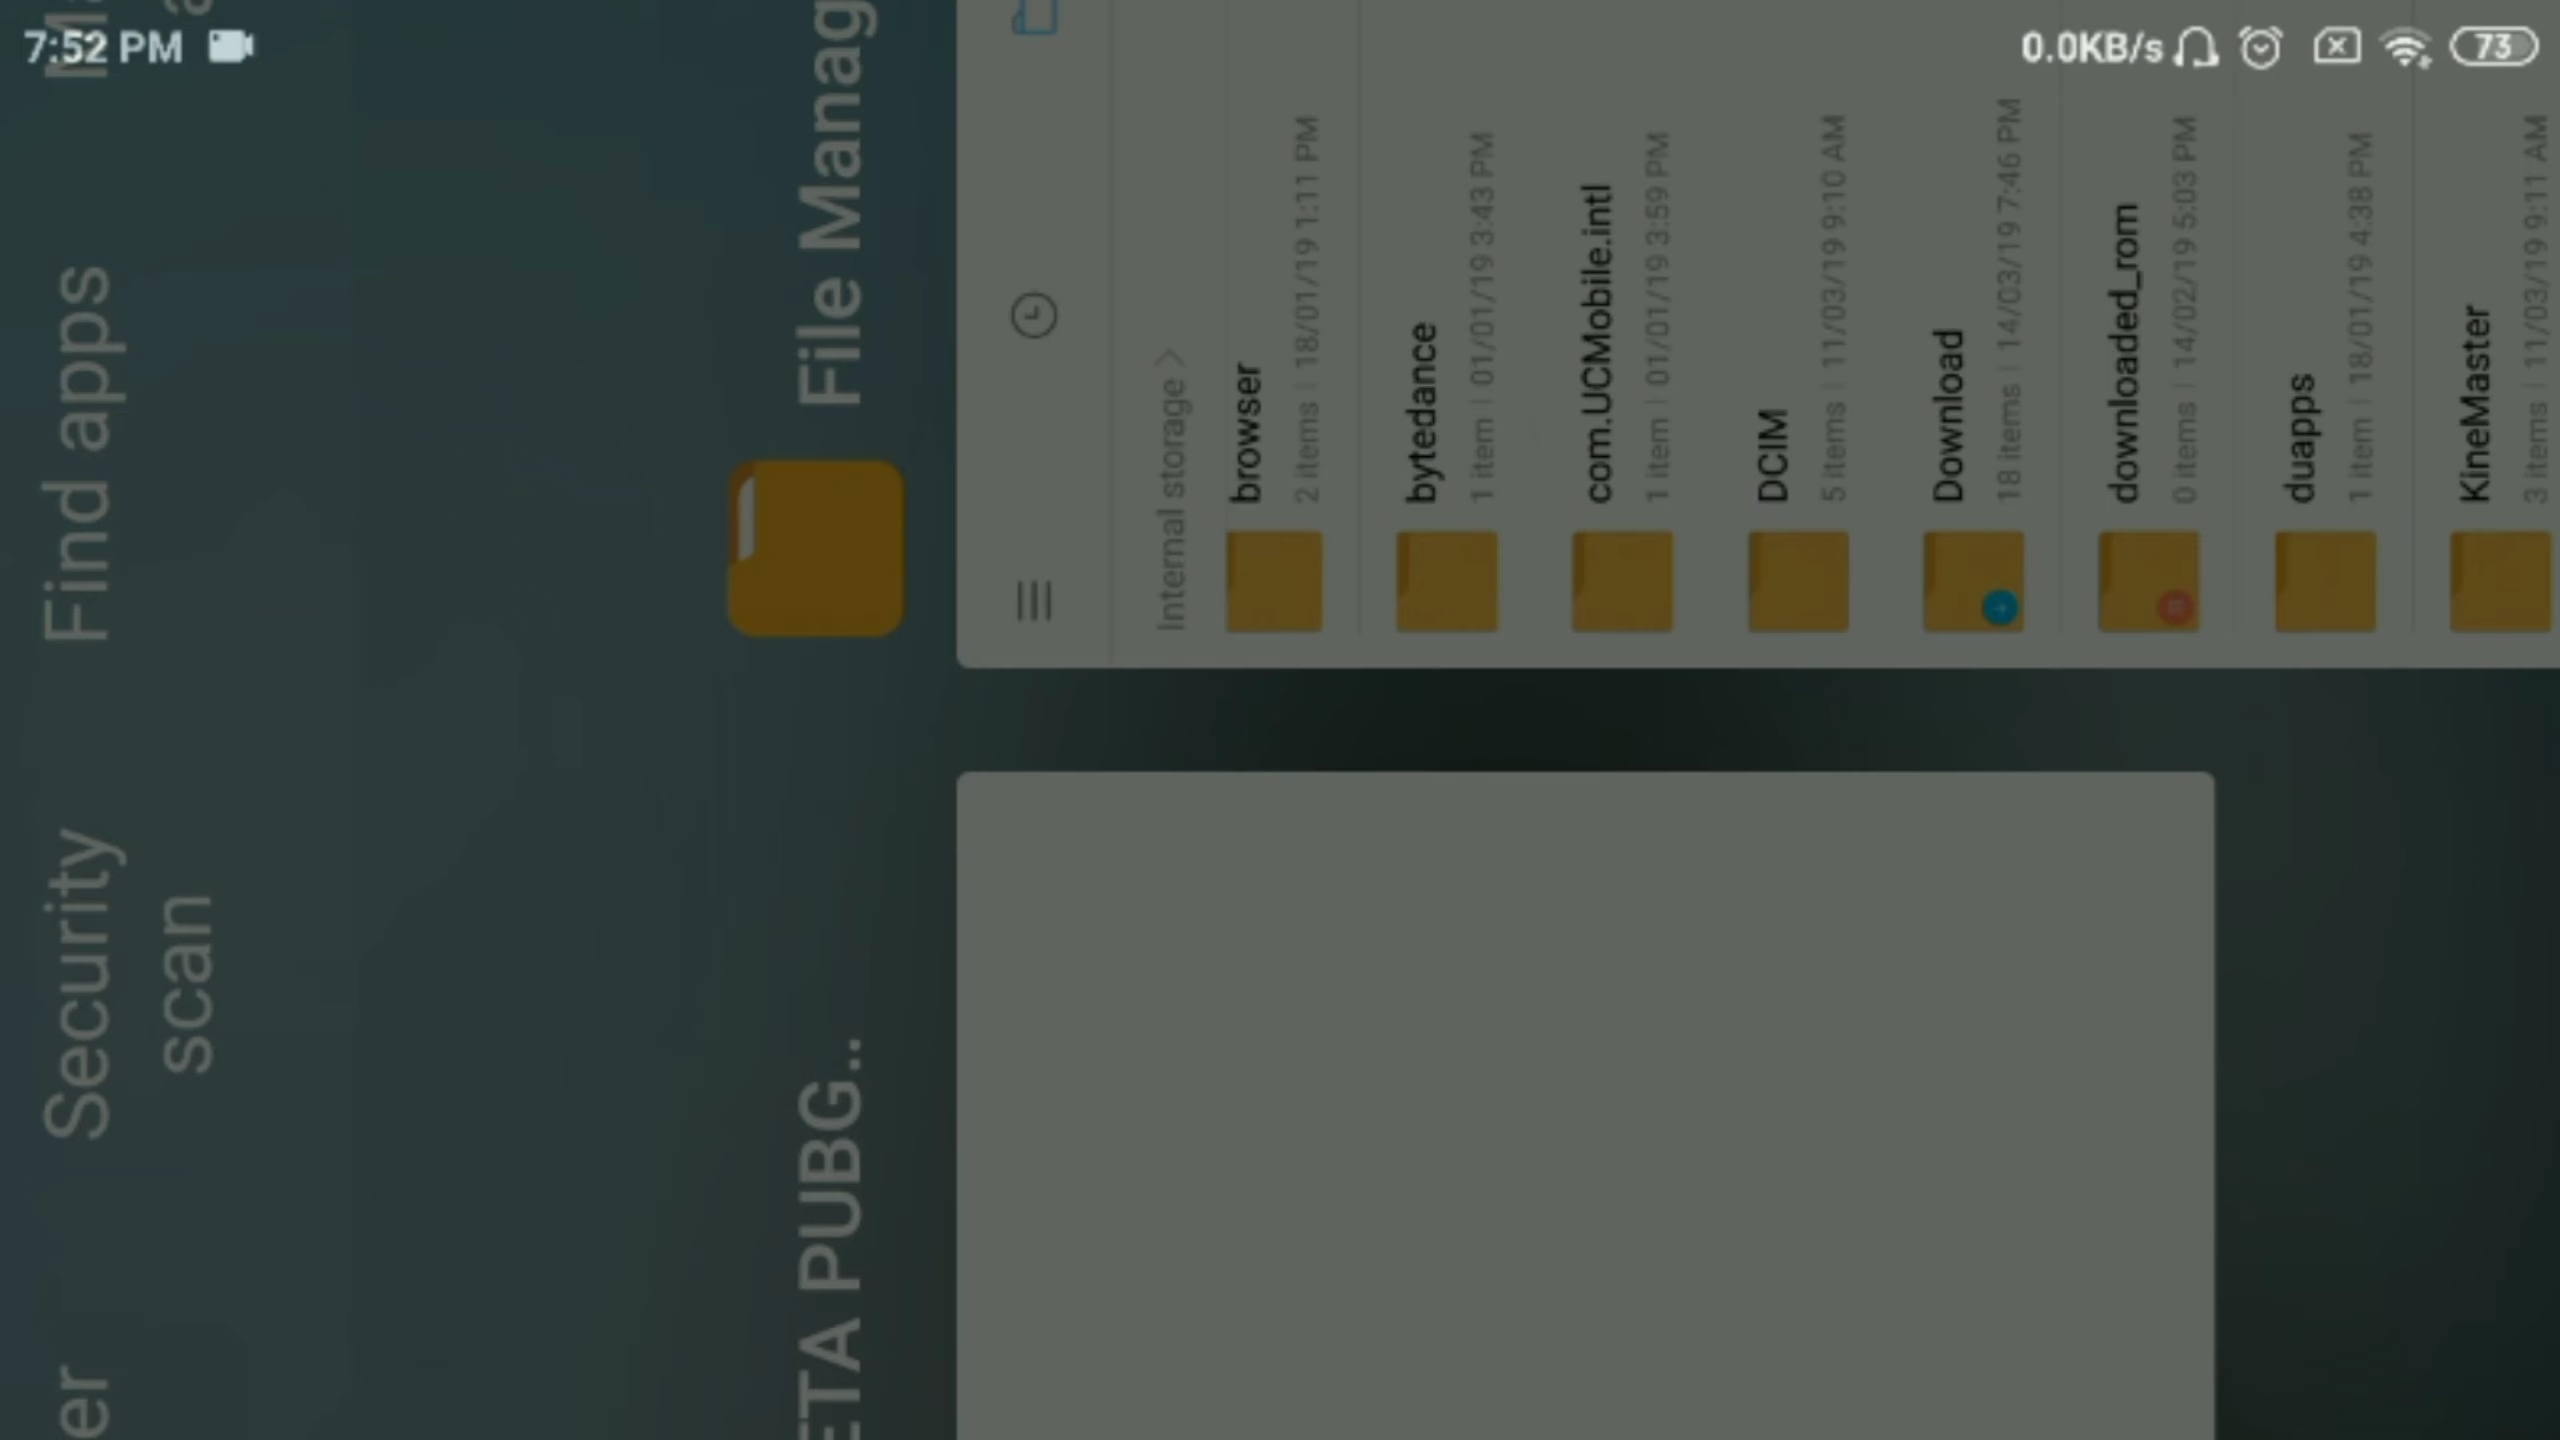 7:52 PM
0.0KB/s
73
Find apps
Security
scan
er
File Manag
ETA PUBG..
Internal storage >
browser
2 items | 18/01/19 1:11 PM
bytedance
1 item | 01/01/19 3:43 PM
com.UCMobile.intl
1 item | 01/01/19 3:59 PM
DCIM
5 items | 11/03/19 9:10 AM
Download
18 items | 14/03/19 7:46 PM
downloaded_rom
0 items | 14/02/19 5:03 PM
duapps
1 item | 18/01/19 4:38 PM
KineMaster
3 items | 11/03/19 9:11 AM